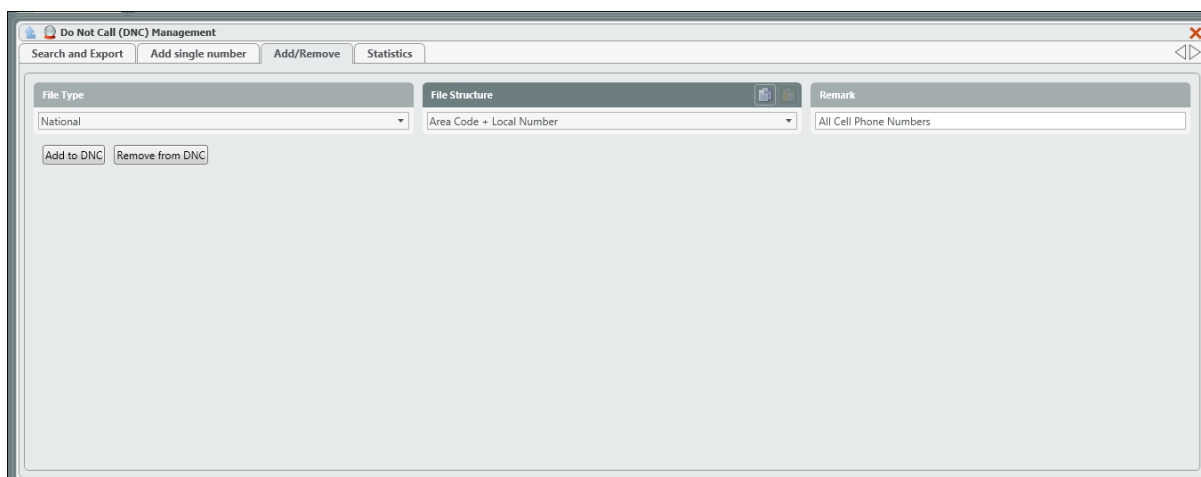 Do Not Call (DNC) Management
Search and Export Add single number Add/Remove Statistics
File Type File Structure Remark
National Area Code + Local Number All Cell Phone Numbers
Add to DNC Remove from DNC